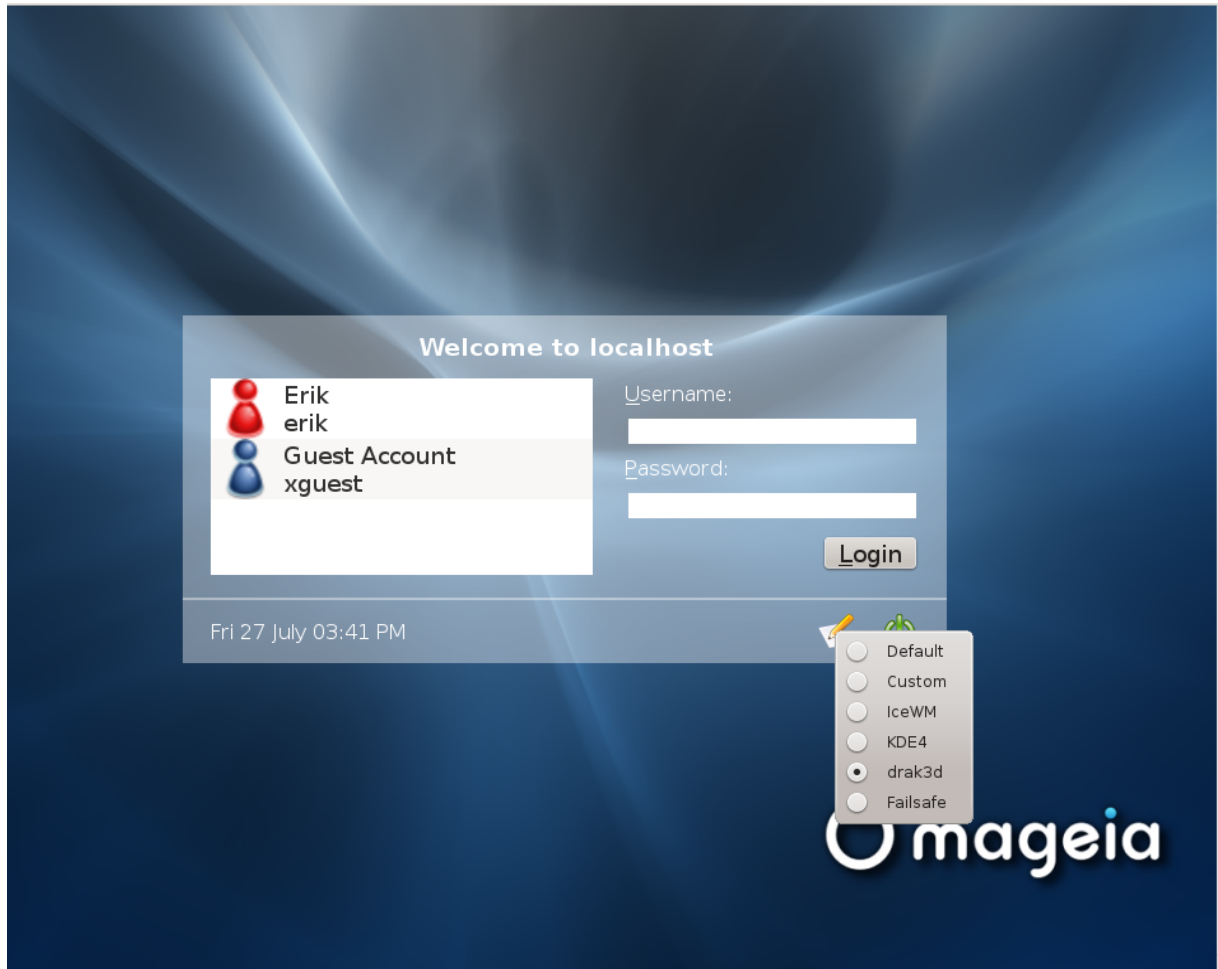 Welcome to localhost
Erik
erik
Guest Account
xguest
Username:
Password:
Login
Fri 27 July 03:41 PM
Default
Custom
IceWM
KDE4
drak3d
Failsafe
mageia